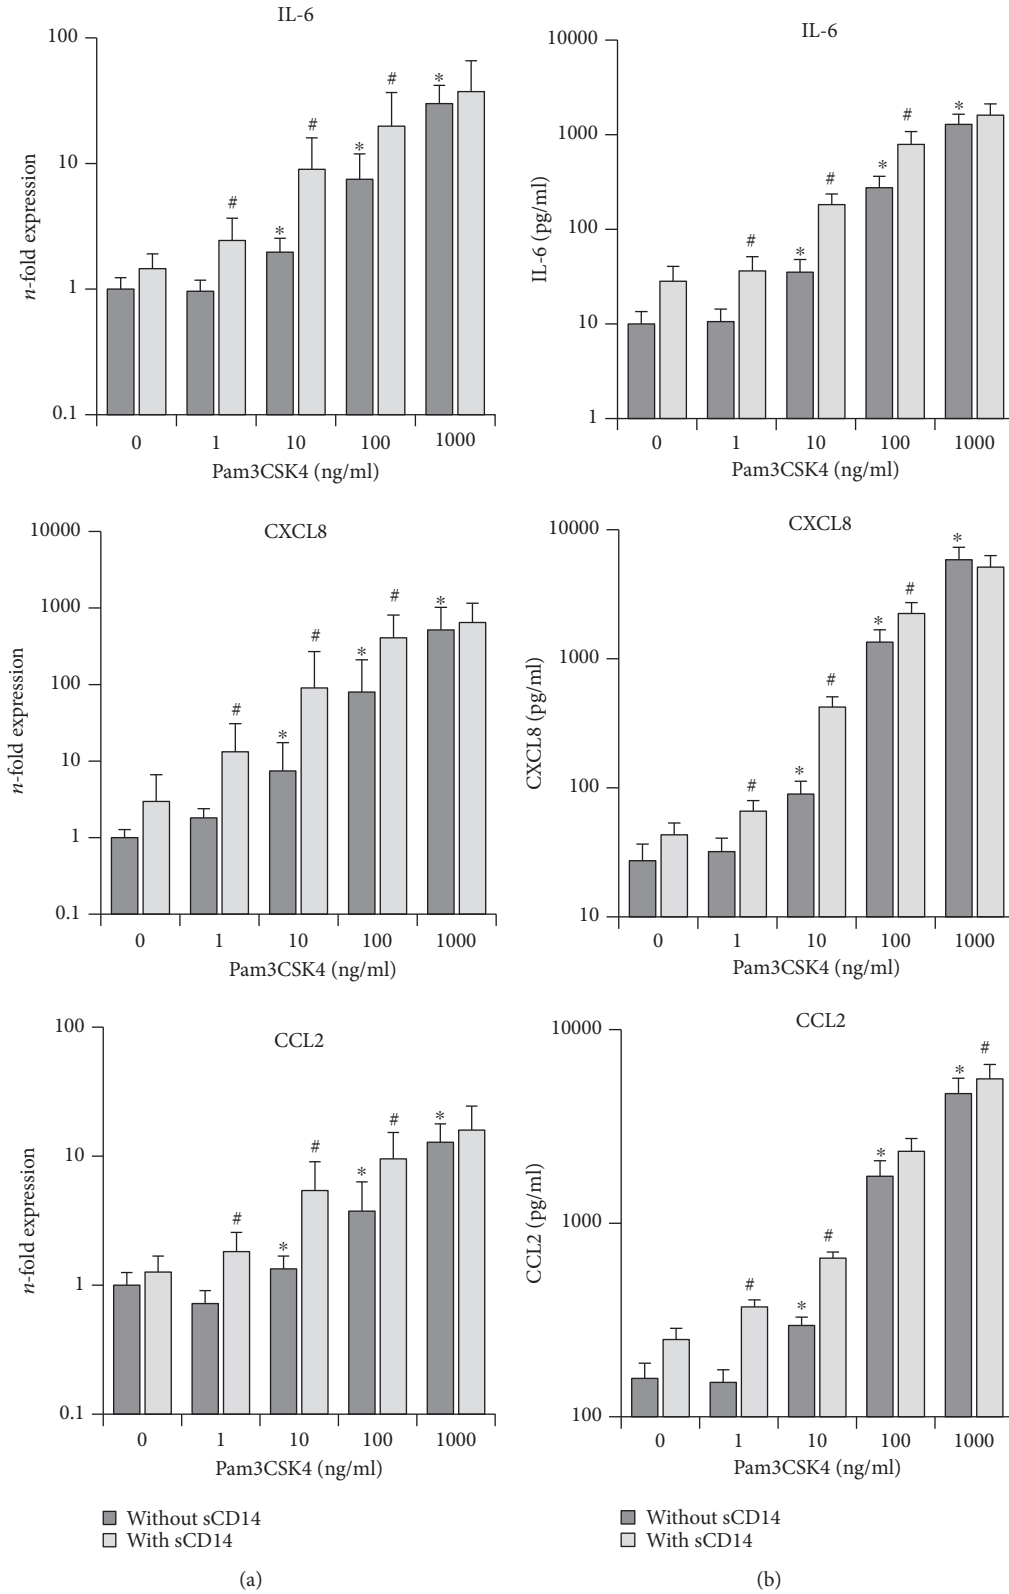 IL-6
100
10
1
0.1
n-fold expression
# # # * * *
0 1 10 100 1000
Pam3CSK4 (ng/ml)
IL-6
10000
1000
100
10
1
IL-6 (pg/ml)
# * # * # *
0 1 10 100 1000
Pam3CSK4 (ng/ml)
CXCL8
10000
1000
100
10
1
0.1
n-fold expression
# * # * # *
0 1 10 100 1000
Pam3CSK4 (ng/ml)
CXCL8
10000
1000
100
10
CXCL8 (pg/ml)
# * # * # *
0 1 10 100 1000
Pam3CSK4 (ng/ml)
CCL2
100
10
1
0.1
n-fold expression
# * # * # *
0 1 10 100 1000
Pam3CSK4 (ng/ml)
CCL2
10000
1000
100
CCL2 (pg/ml)
# * # * * #
0 1 10 100 1000
Pam3CSK4 (ng/ml)
Without sCD14
With sCD14
(a)
Without sCD14
With sCD14
(b)